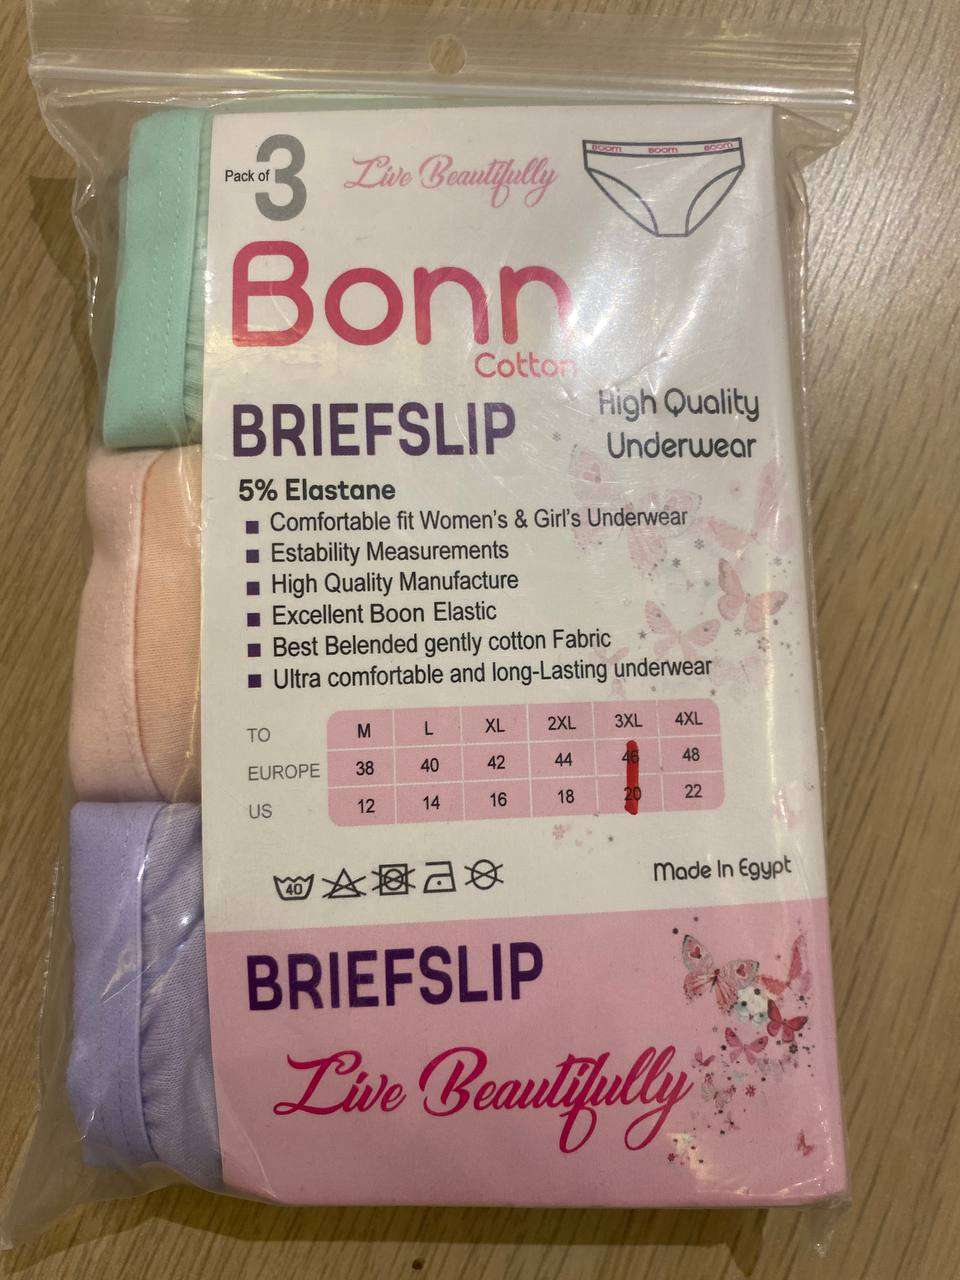 Pack of 3
Live Beautifully
BOOM BOOM BOOM
Bonn
Cotton
BRIEFSLIP
High Quality
Underwear
5% Elastane
Comfortable fit Women's & Girl's Underwear
Estability Measurements
High Quality Manufacture
Excellent Boon Elastic
Best Belended gently cotton Fabric
Ultra comfortable and long-Lasting underwear
TO M L XL 2XL 3XL 4XL
EUROPE 38 40 42 44 46 48
US 12 14 16 18 20 22
40
Made In Egypt
BRIEFSLIP
Live Beautifully